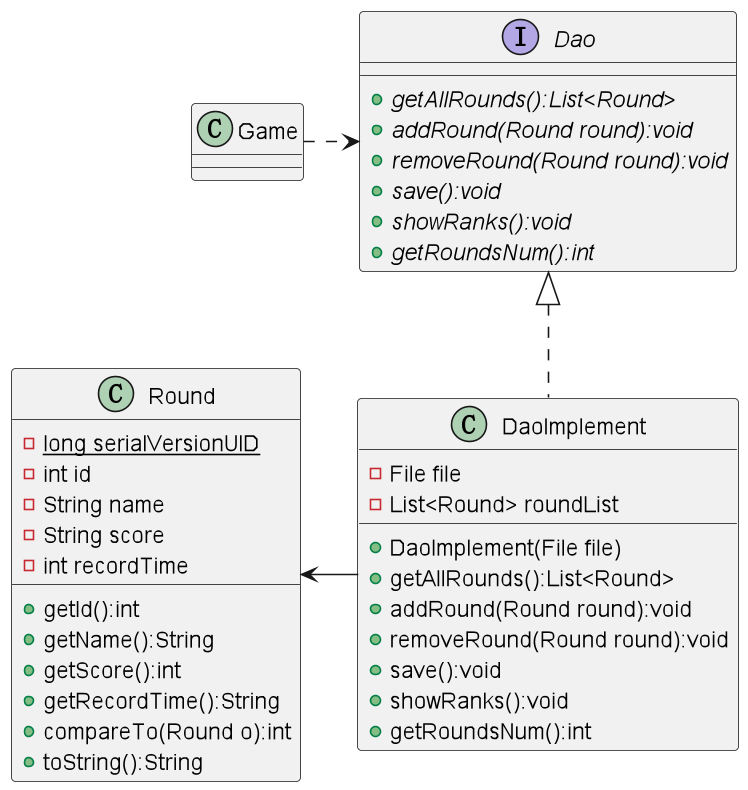 I Dao
getAllRounds():List<Round>
addRound(Round round):void
removeRound(Round round):void
save():void
showRanks():void
getRoundsNum():int
C Game
C Round
long serialVersionUID
int id
String name
String score
int recordTime
getId():int
getName():String
getScore():int
getRecordTime():String
compareTo(Round o):int
toString():String
C DaoImplement
File file
List<Round> roundList
DaoImplement(File file)
getAllRounds():List<Round>
addRound(Round round):void
removeRound(Round round):void
save():void
showRanks():void
getRoundsNum():int